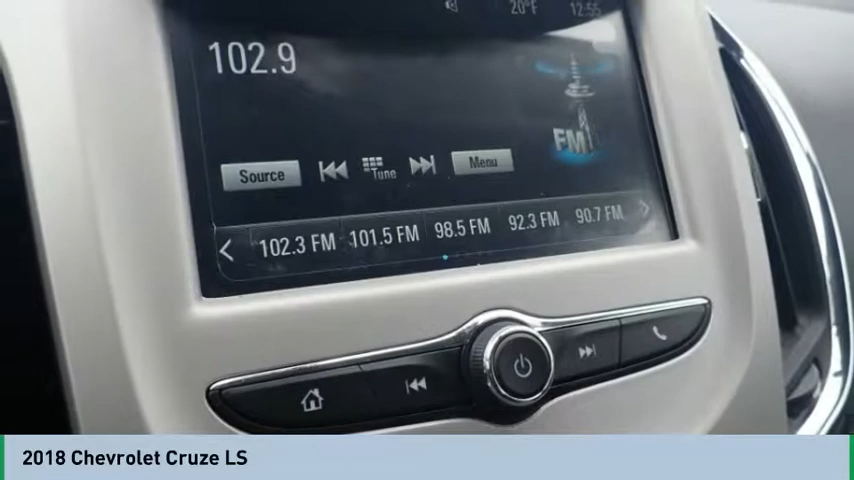 20°F 12:55
102.9
FM
Source Tune Menu
102.3 FM 101.5 FM 98.5 FM 92.3 FM 90.7 FM
2018 Chevrolet Cruze LS